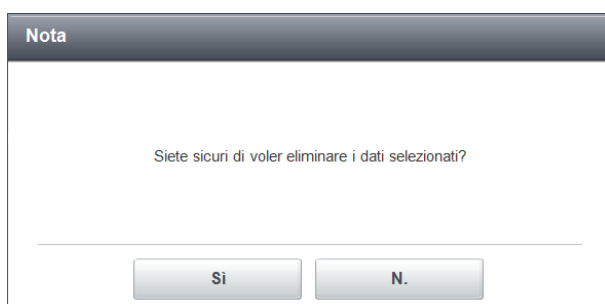 Nota
Siete sicuri di voler eliminare i dati selezionati?
Sì
N.